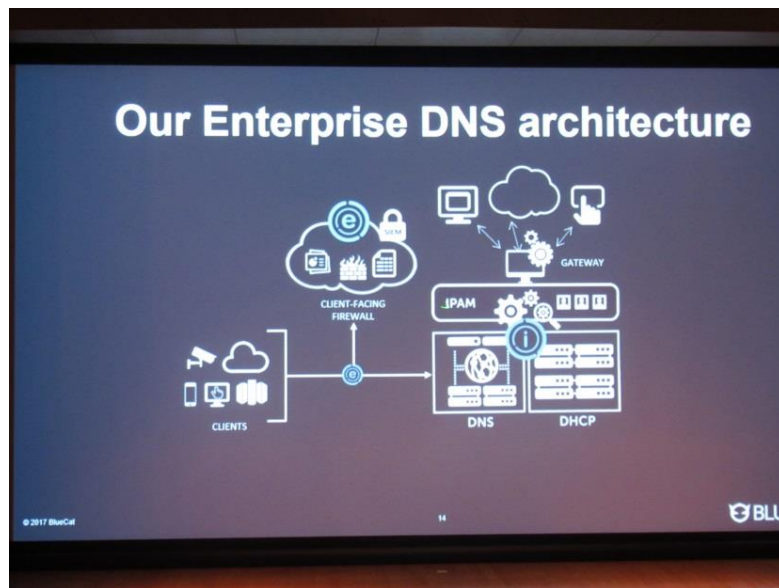 Our Enterprise DNS architecture
e
SIEM
CLIENT-FACING
FIREWALL
GATEWAY
IPAM
i
e
CLIENTS
DNS
DHCP
© 2017 BlueCat
14
BLU